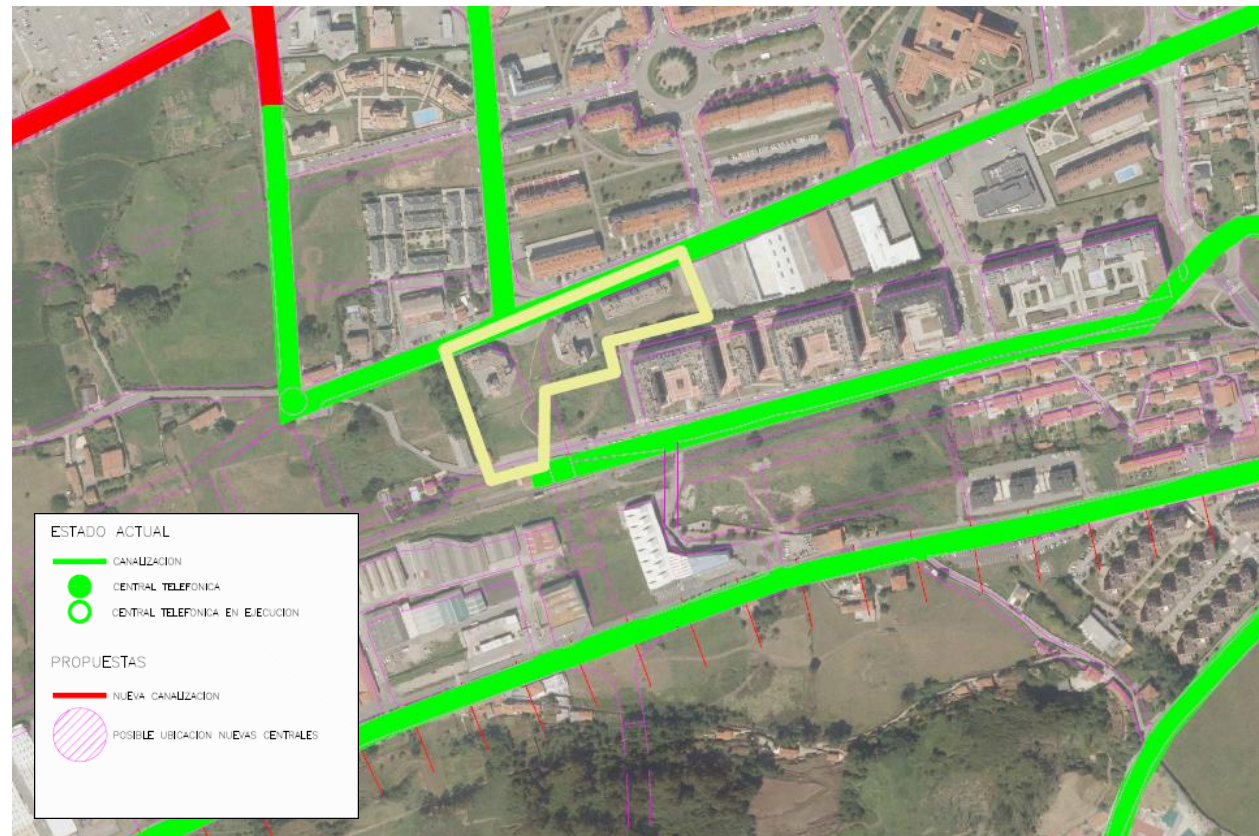 ESTADO ACTUAL
CANALIZACION
CENTRAL TELEFONICA
CENTRAL TELEFONICA EN EJECUCION
PROPUESTAS
NUEVA CANALIZACION
POSIBLE UBICACION NUEVAS CENTRALES